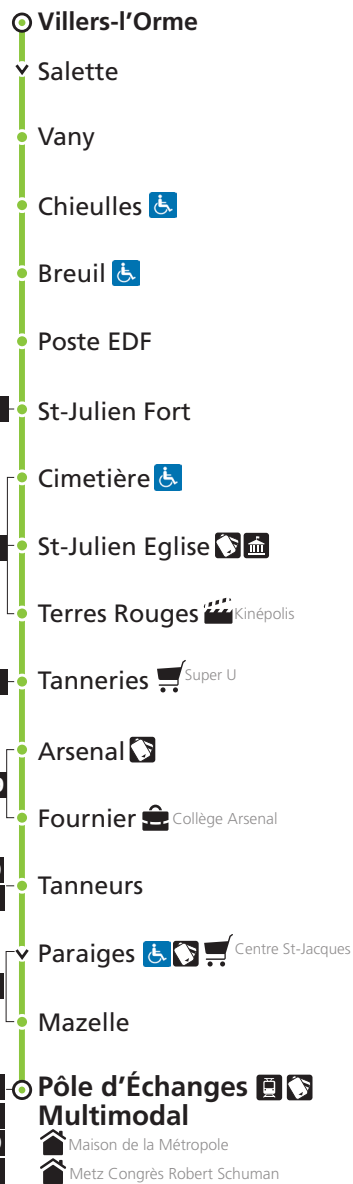 Villers-l'Orme
Salette
Vany
Chieulles
Breuil
Poste EDF
St-Julien Fort
Cimetière
St-Julien Eglise
Terres Rouges Kinépolis
Tanneries Super U
Arsenal
Fournier Collège Arsenal
Tanneurs
Paraiges Centre St-Jacques
Mazelle
Pôle d'Échanges
Multimodal
Maison de la Métropole
Metz Congrès Robert Schuman